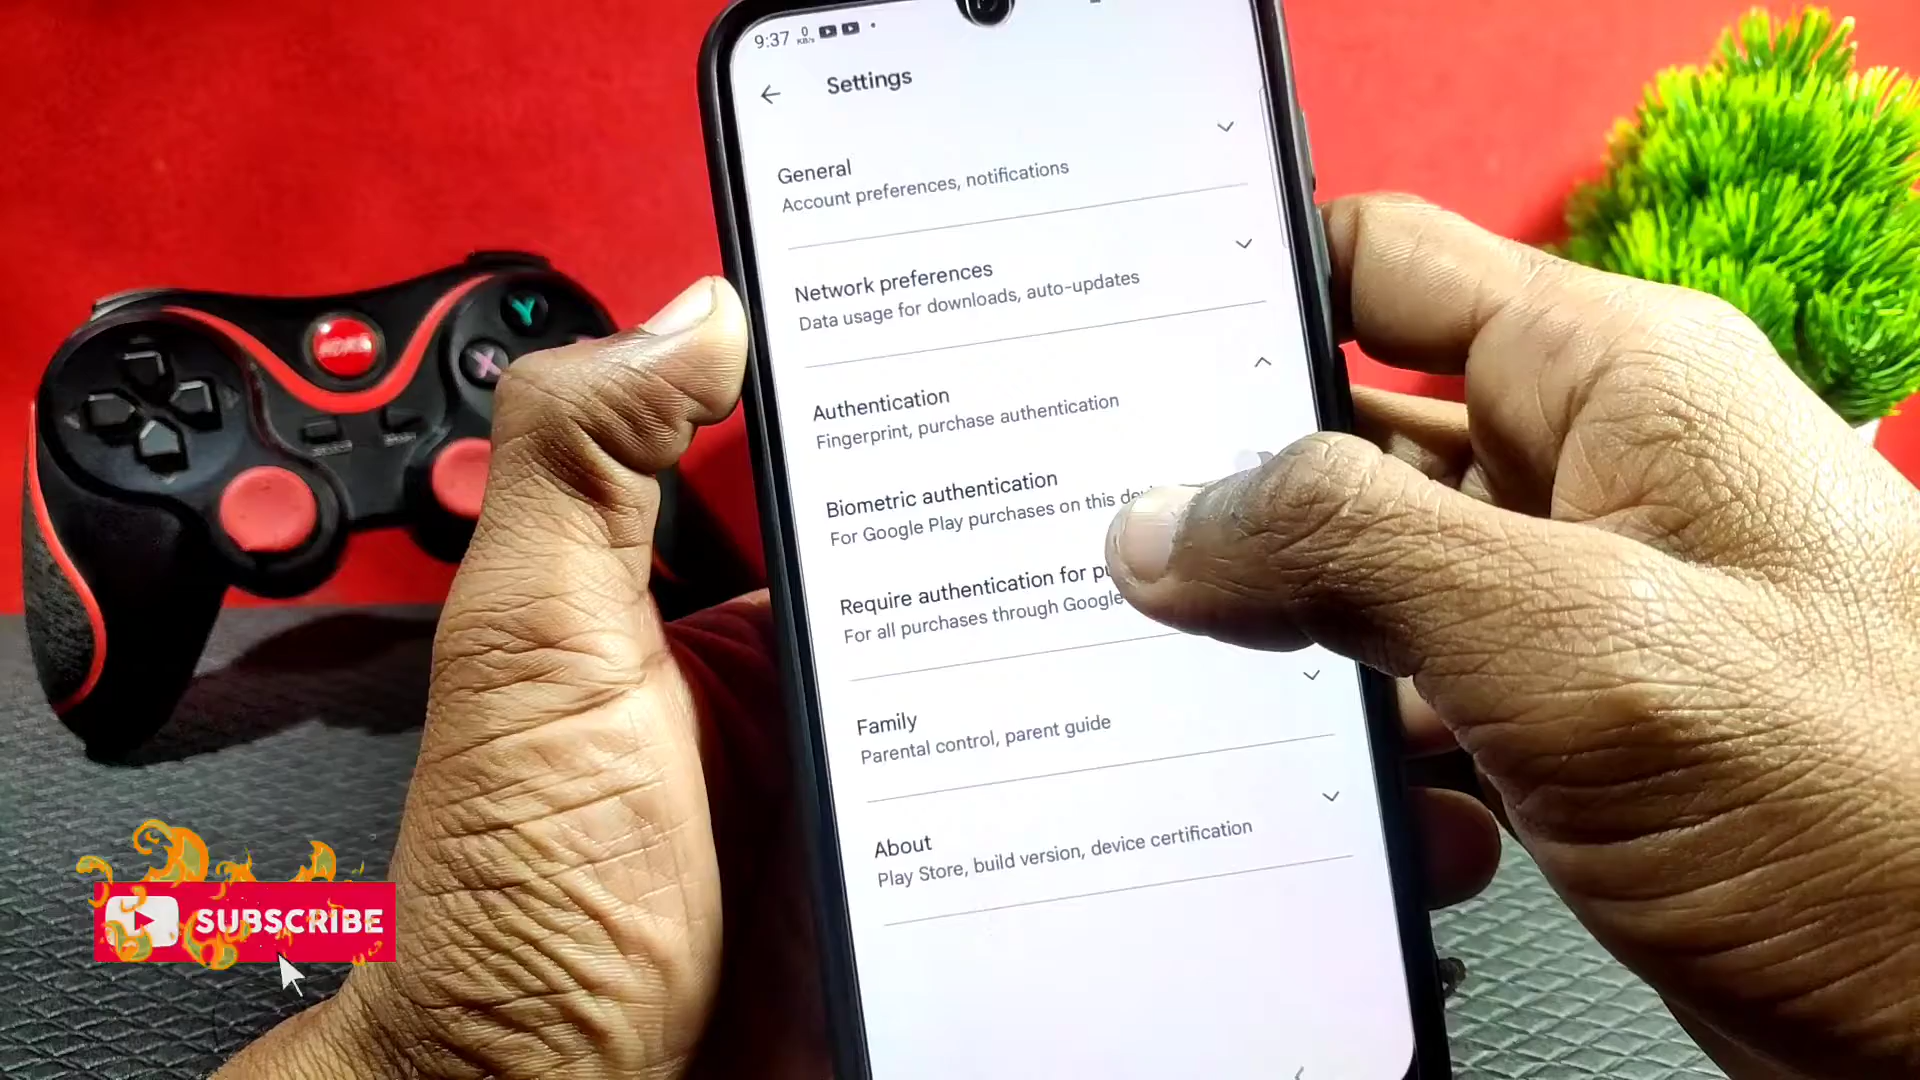 9:37 0 KB/s
Settings
General
Account preferences, notifications
Network preferences
Data usage for downloads, auto-updates
Authentication
Fingerprint, purchase authentication
Biometric authentication
For Google Play purchases on this
Require authentication for
For all purchases through Google
Family
Parental control, parent guide
About
Play Store, build version, device certification
Y
X
SUBSCRIBE